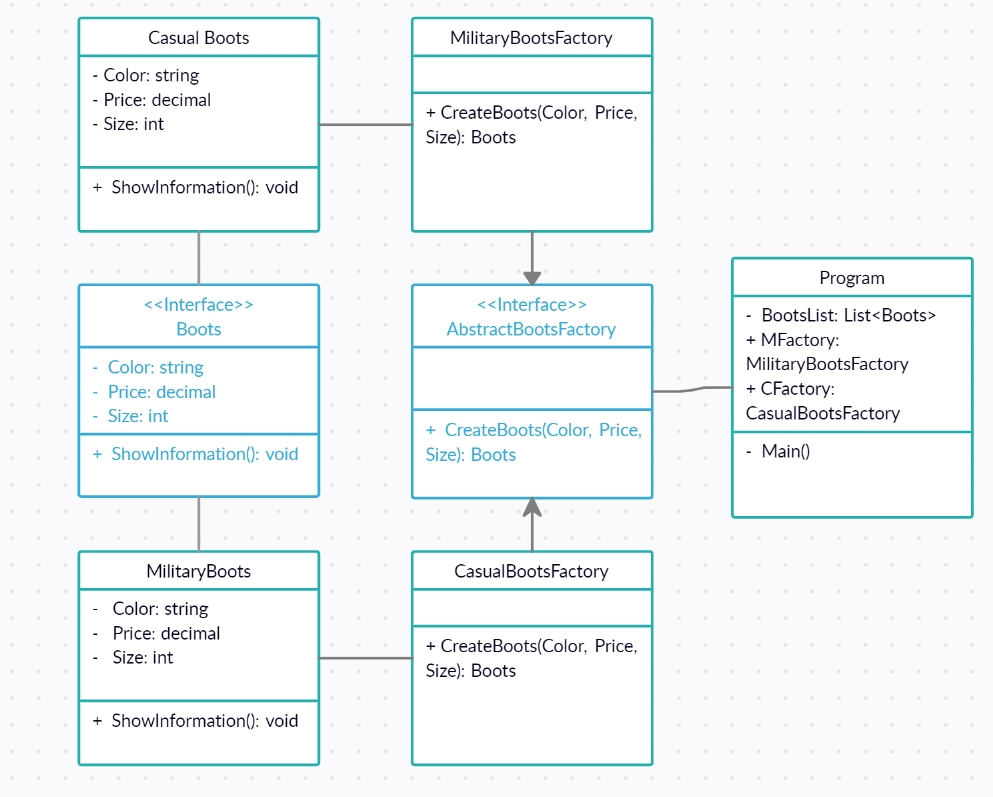 Casual Boots
- Color: string
- Price: decimal
- Size: int
+ ShowInformation(): void
MilitaryBootsFactory
+ CreateBoots(Color, Price,
Size): Boots
<<Interface>>
Boots
- Color: string
- Price: decimal
- Size: int
+ ShowInformation(): void
<<Interface>>
AbstractBootsFactory
+ CreateBoots(Color, Price,
Size): Boots
Program
- BootsList: List<Boots>
+ MFactory:
MilitaryBootsFactory
+ CFactory:
CasualBootsFactory
- Main()
MilitaryBoots
- Color: string
- Price: decimal
- Size: int
+ ShowInformation(): void
CasualBootsFactory
+ CreateBoots(Color, Price,
Size): Boots